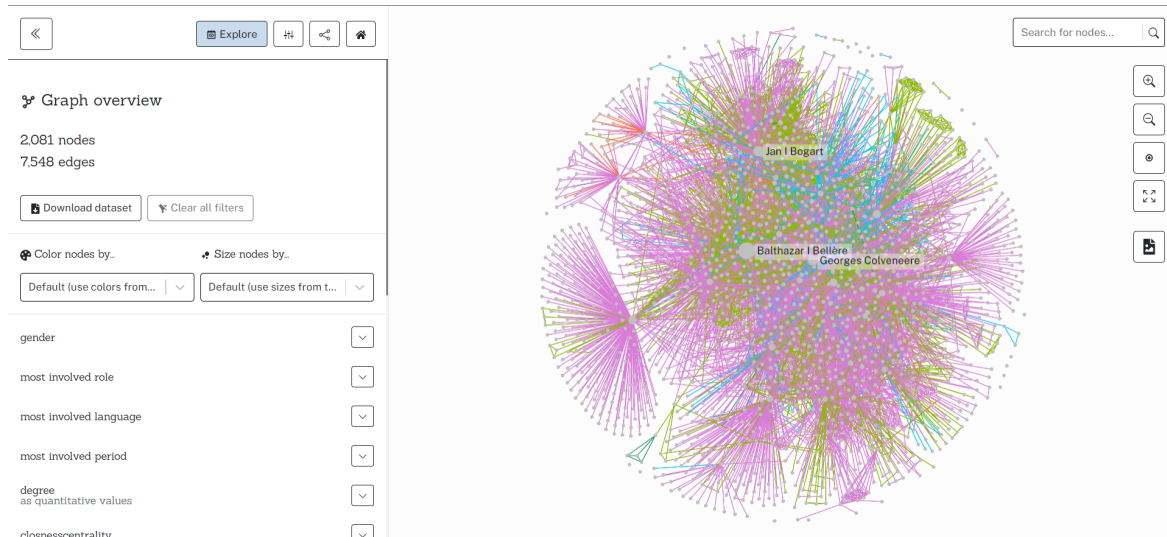 Explore
Search for nodes...
Graph overview
2,081 nodes
7,548 edges
Download dataset
Clear all filters
Color nodes by...
Size nodes by...
Default (use colors from...
Default (use sizes from t...
gender
most involved role
most involved language
most involved period
degree
as quantitative values
closnesscentrality
Jan I Bogart
Balthazar I Bellère
Georges Colveneere